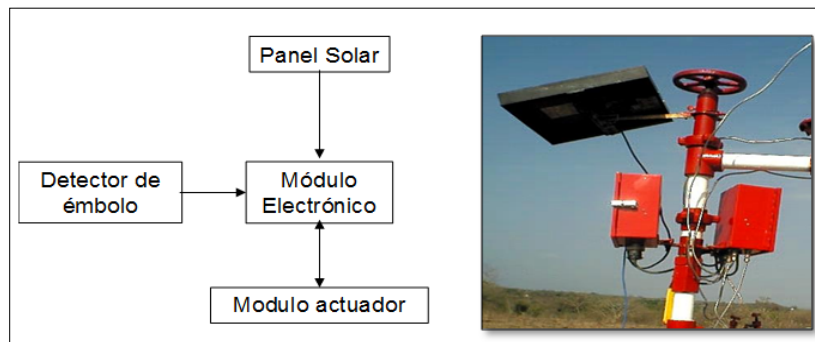 Panel Solar
Detector de
émbolo
Módulo
Electrónico
Modulo actuador